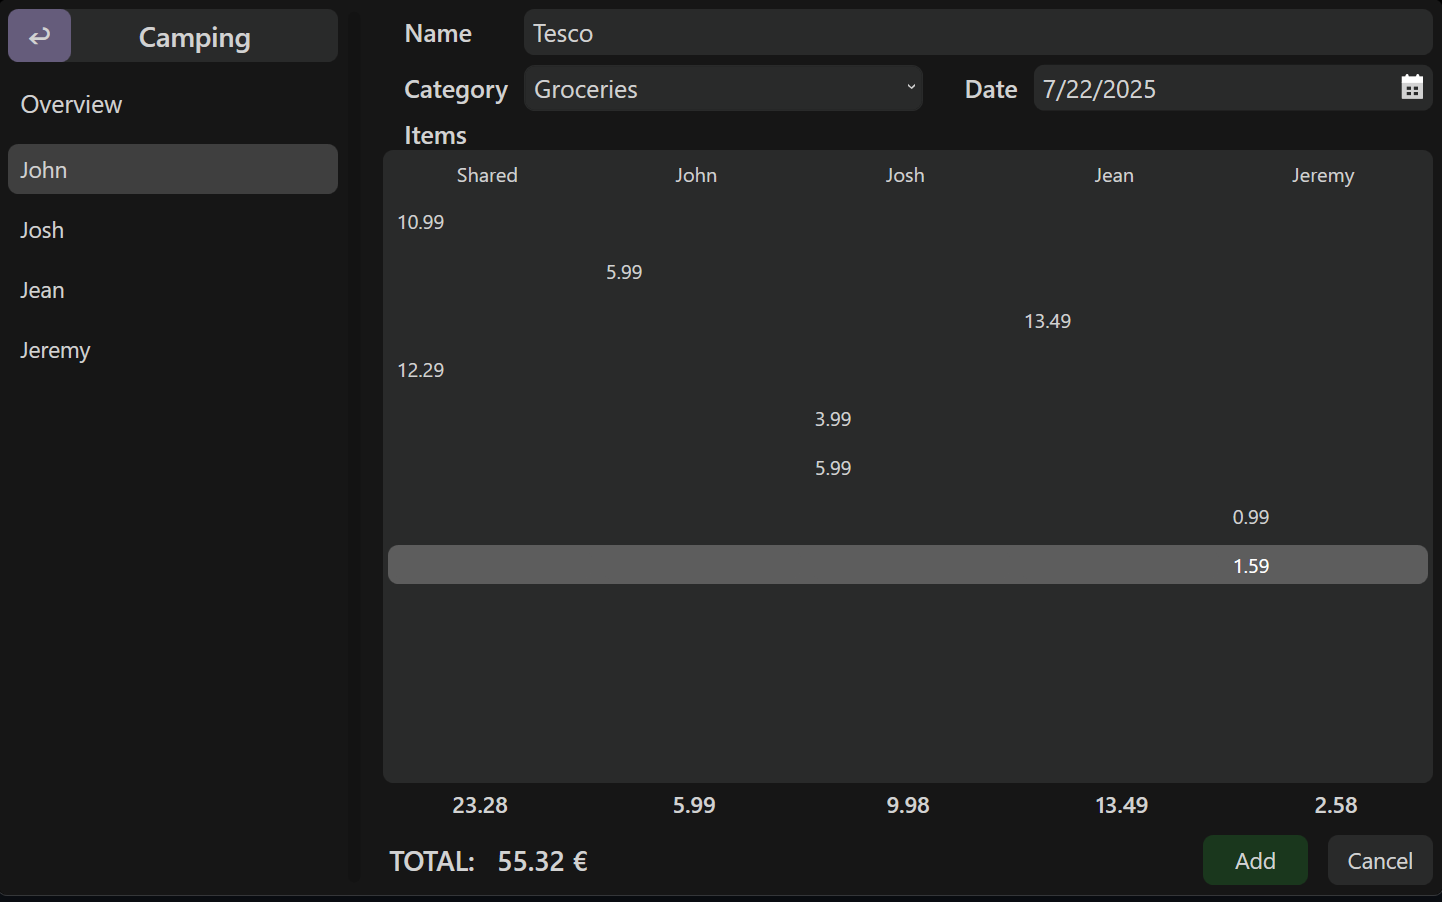 Camping
Overview
John
Josh
Jean
Jeremy
Name Tesco
Category Groceries Date 7/22/2025
Items
Shared John Josh Jean Jeremy
10.99
5.99
13.49
12.29
3.99
5.99
0.99
1.59
23.28 5.99 9.98 13.49 2.58
TOTAL: 55.32 €
Add Cancel